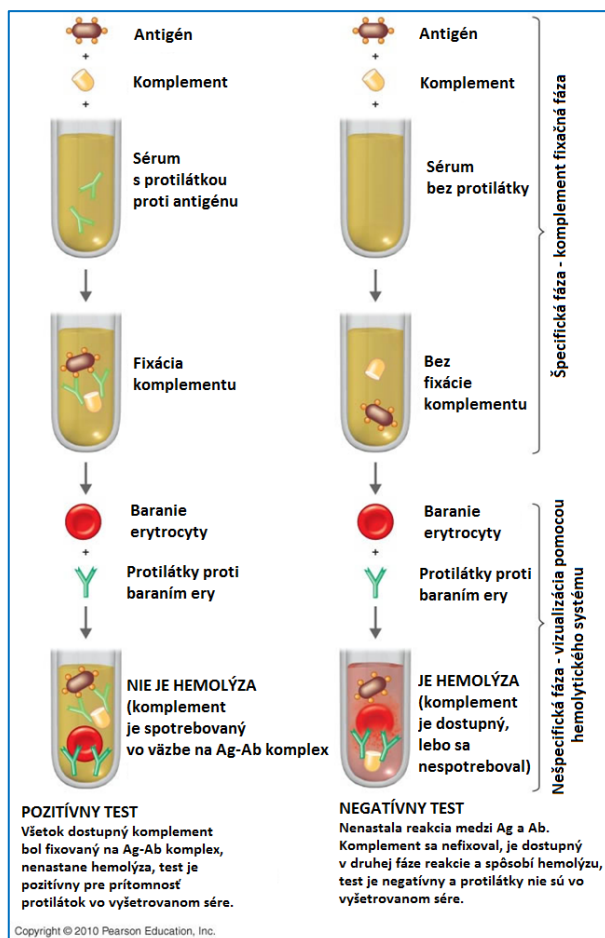 Antigén
+
Komplement
+
Sérum
s protilátkou
proti antigénu
Fixácia
komplementu
Baranie
erytrocyty
+
Protilátky proti
baraním ery
NIE JE HEMOLÝZA
(komplement
je spotrebovaný
vo väzbe na Ag-Ab komplex
POZITÍVNY TEST
Všetok dostupný komplement
bol fixovaný na Ag-Ab komplex,
nenastane hemolýza, test je
pozitívny pre prítomnosť
protilátok vo vyšetrovanom sére.
Antigén
+
Komplement
+
Sérum
bez protilátky
Bez
fixácie
komplementu
Baranie
erytrocyty
+
Protilátky proti
baraním ery
JE HEMOLÝZA
(komplement
je dostupný,
lebo sa
nespotreboval)
NEGATÍVNY TEST
Nenastala reakcia medzi Ag a Ab.
Komplement sa nefixoval, je dostupný
v druhej fáze reakcie a spôsobí hemolýzu,
test je negatívny a protilátky nie sú vo
vyšetrovanom sére.
Špecifická fáza - komplement fixačná fáza
Nešpecifická fáza - vizualizácia pomocou
hemolytického systému
Copyright © 2010 Pearson Education, Inc.